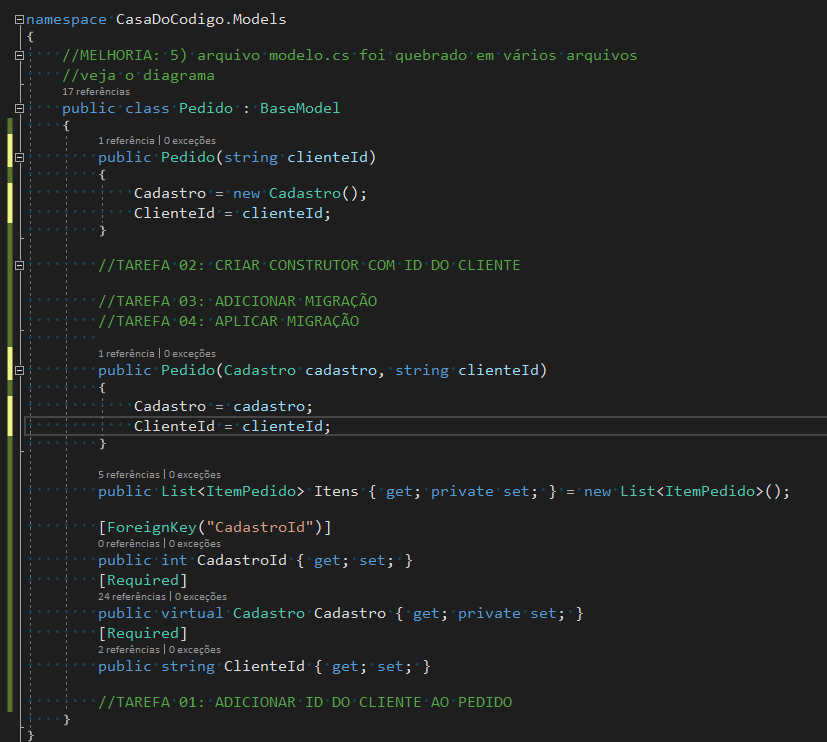 namespace CasaDoCodigo.Models
{
//MELHORIA: 5) arquivo modelo.cs foi quebrado em vários arquivos
//veja o diagrama
17 referências
public class Pedido : BaseModel
{
1 referência | 0 exceções
public Pedido(string clienteId)
{
Cadastro = new Cadastro();
ClienteId = clienteId;
}
//TAREFA 02: CRIAR CONSTRUTOR COM ID DO CLIENTE
//TAREFA 03: ADICIONAR MIGRAÇÃO
//TAREFA 04: APLICAR MIGRAÇÃO
1 referência | 0 exceções
public Pedido(Cadastro cadastro, string clienteId)
{
Cadastro = cadastro;
ClienteId = clienteId;
}
5 referências | 0 exceções
public List<ItemPedido> Itens { get; private set; } = new List<ItemPedido>();
[ForeignKey("CadastroId")]
0 referências | 0 exceções
public int CadastroId { get; set; }
[Required]
24 referências | 0 exceções
public virtual Cadastro Cadastro { get; private set; }
[Required]
2 referências | 0 exceções
public string ClienteId { get; set; }
//TAREFA 01: ADICIONAR ID DO CLIENTE AO PEDIDO
}
}